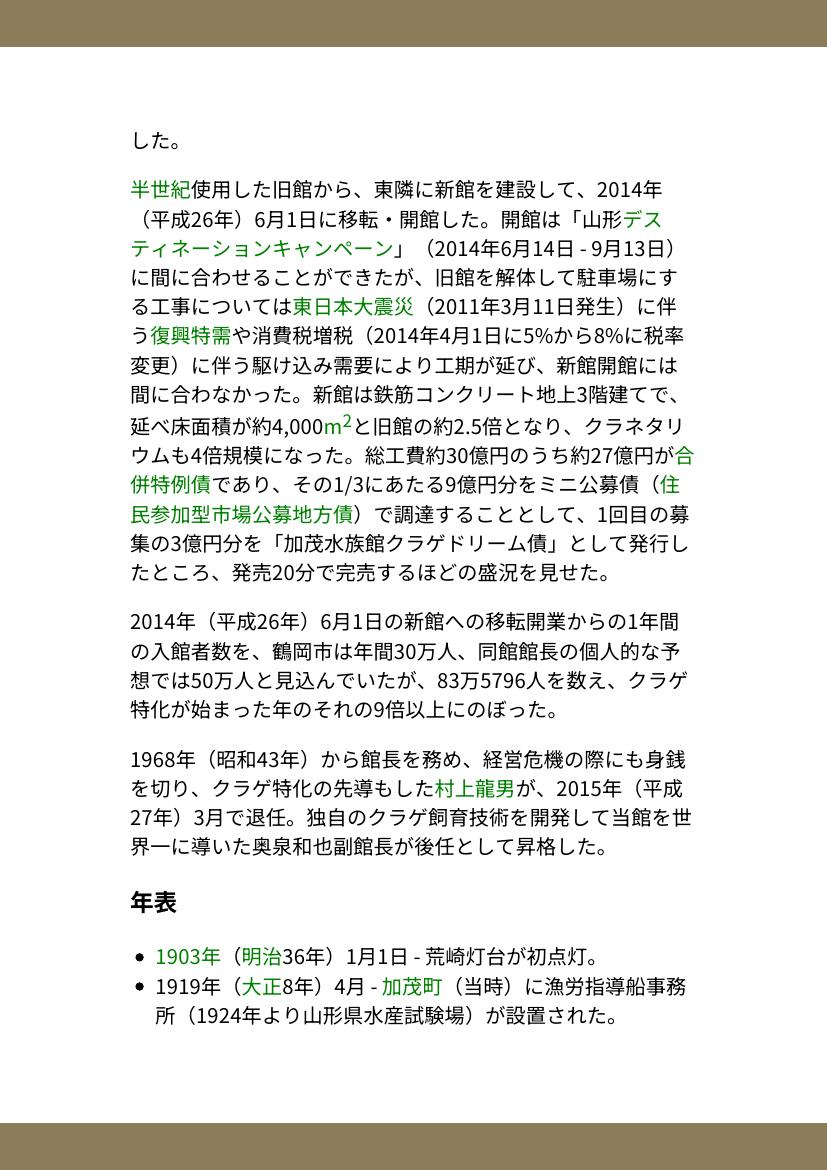 した。
半世紀使用した旧館から、東隣に新館を建設して、2014年
（平成26年）6月1日に移転・開館した。開館は「山形デス
ティネーションキャンペーン」（2014年6月14日 - 9月13日）
に間に合わせることができたが、旧館を解体して駐車場にす
る工事については東日本大震災（2011年3月11日発生）に伴
う復興特需や消費税増税（2014年4月1日に5%から8%に税率
変更）に伴う駆け込み需要により工期が延び、新館開館には
間に合わなかった。新館は鉄筋コンクリート地上3階建てで、
延べ床面積が約4,000m²と旧館の約2.5倍となり、クラネタリ
ウムも4倍規模になった。総工費約30億円のうち約27億円が合
併特例債であり、その1/3にあたる9億円分をミニ公募債（住
民参加型市場公募地方債）で調達することとして、1回目の募
集の3億円分を「加茂水族館クラゲドリーム債」として発行し
たところ、発売20分で完売するほどの盛況を見せた。
2014年（平成26年）6月1日の新館への移転開業からの1年間
の入館者数を、鶴岡市は年間30万人、同館館長の個人的な予
想では50万人と見込んでいたが、83万5796人を数え、クラゲ
特化が始まった年のそれの9倍以上にのぼった。
1968年（昭和43年）から館長を務め、経営危機の際にも身銭
を切り、クラゲ特化の先導もした村上龍男が、2015年（平成
27年）3月で退任。独自のクラゲ飼育技術を開発して当館を世
界一に導いた奥泉和也副館長が後任として昇格した。
年表
• 1903年（明治36年）1月1日 - 荒崎灯台が初点灯。
• 1919年（大正8年）4月 - 加茂町（当時）に漁労指導船事務
所（1924年より山形県水産試験場）が設置された。